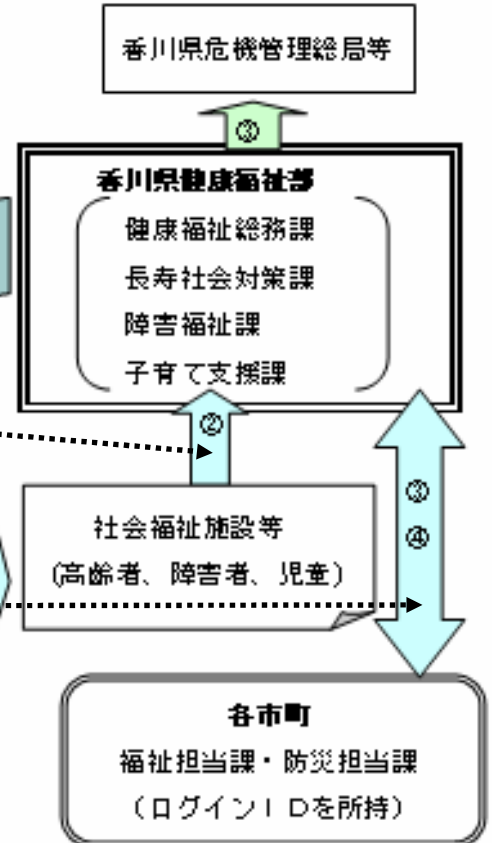 香川県危機管理総局等
③
香川県健康福祉部
健康福祉総務課
長寿社会対策課
障害福祉課
子育て支援課
②
③
④
社会福祉施設等
(高齢者、障害者、児童)
各市町
福祉担当課・防災担当課
（ログインＩＤを所持）